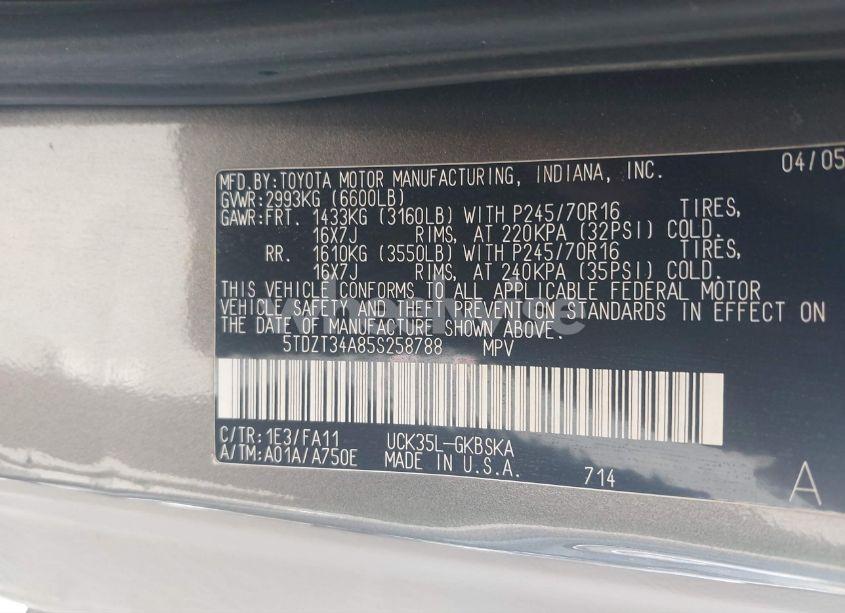 04/05
MFD.BY:TOYOTA MOTOR MANUFACTURING, INDIANA, INC.
GVWR:2993KG (6600LB)
GAWR:FRT. 1433KG (3160LB) WITH P245/70R16 TIRES,
16X7J RIMS, AT 220KPA (32PSI) COLD.
RR. 1610KG (3550LB) WITH P245/70R16 TIRES,
16X7J RIMS, AT 240KPA (35PSI) COLD.
THIS VEHICLE CONFORMS TO ALL APPLICABLE FEDERAL MOTOR
VEHICLE SAFETY AND THEFT PREVENTION STANDARDS IN EFFECT ON
THE DATE OF MANUFACTURE SHOWN ABOVE.
5TDZT34A85S258788 MPV
C/TR:1E3/FA11 UCK35L-GKBSKA
A/TM:A01A/A750E MADE IN U.S.A. 714 A